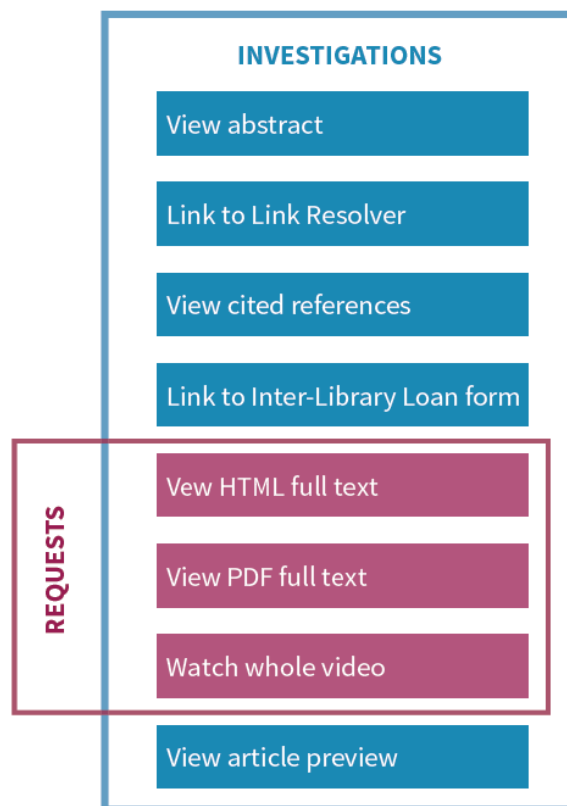 INVESTIGATIONS
View abstract
Link to Link Resolver
View cited references
Link to Inter-Library Loan form
REQUESTS
Vew HTML full text
View PDF full text
Watch whole video
View article preview